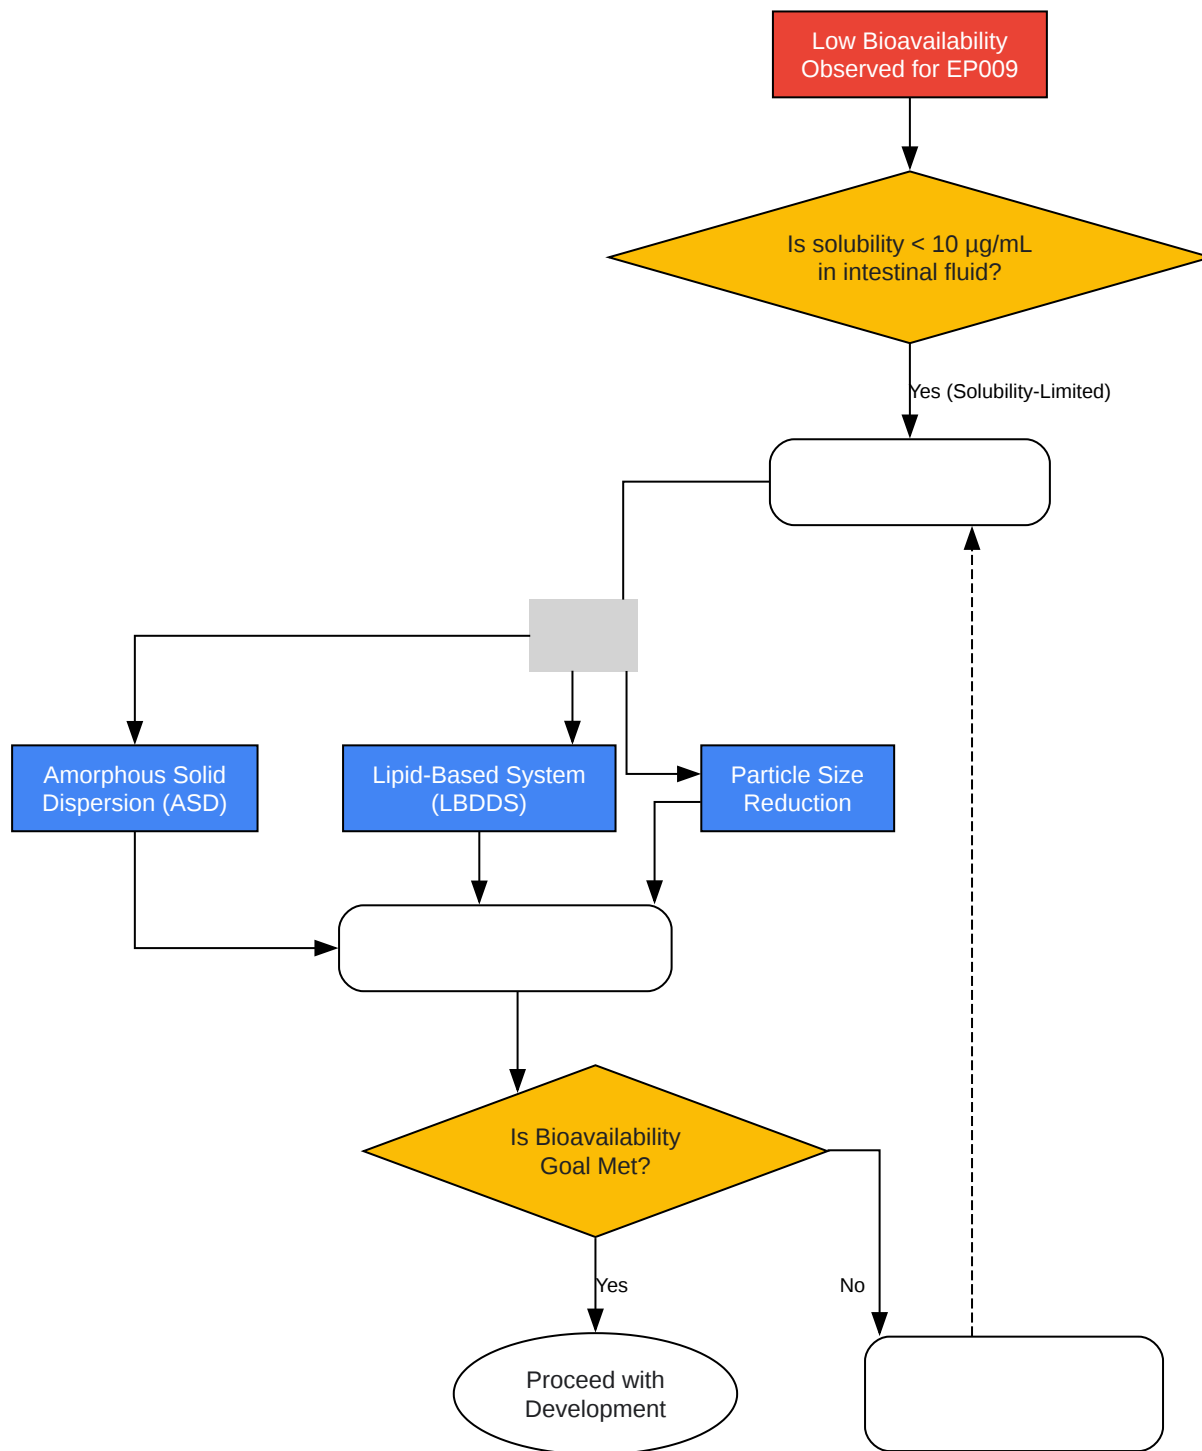 Low Bioavailability
Observed for EP009
Is solubility < 10 µg/mL
in intestinal fluid?
Yes (Solubility-Limited)
Amorphous Solid
Dispersion (ASD)
Lipid-Based System
(LBDDS)
Particle Size
Reduction
Is Bioavailability
Goal Met?
Yes
No
Proceed with
Development